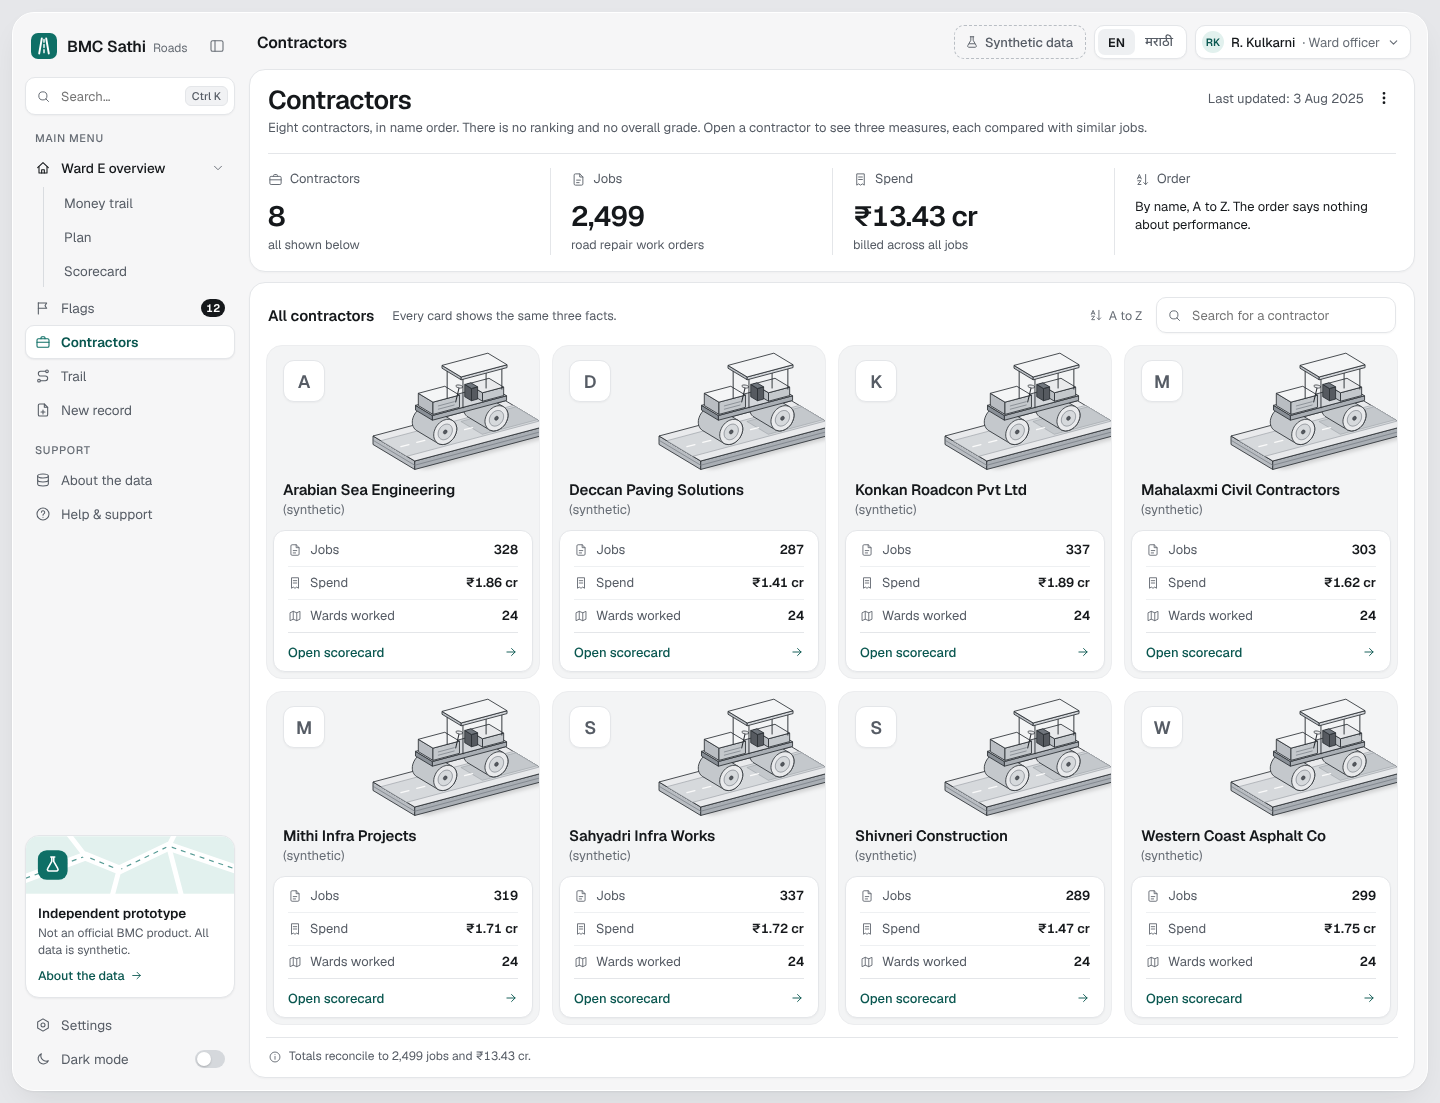 BMC Sathi Roads
Search...
Ctrl K
MAIN MENU
Ward E overview
Money trail
Plan
Scorecard
Flags
12
Contractors
Trail
New record
SUPPORT
About the data
Help & support
Independent prototype
Not an official BMC product. All
data is synthetic.
About the data
Settings
Dark mode
Contractors
Synthetic data
EN
मराठी
RK
R. Kulkarni · Ward officer
Contractors
Last updated: 3 Aug 2025
Eight contractors, in name order. There is no ranking and no overall grade. Open a contractor to see three measures, each compared with similar jobs.
Contractors
8
all shown below
Jobs
2,499
road repair work orders
Spend
₹13.43 cr
billed across all jobs
Order
By name, A to Z. The order says nothing
about performance.
All contractors
Every card shows the same three facts.
A to Z
Search for a contractor
A
Arabian Sea Engineering
(synthetic)
Jobs 328
Spend ₹1.86 cr
Wards worked 24
Open scorecard
D
Deccan Paving Solutions
(synthetic)
Jobs 287
Spend ₹1.41 cr
Wards worked 24
Open scorecard
K
Konkan Roadcon Pvt Ltd
(synthetic)
Jobs 337
Spend ₹1.89 cr
Wards worked 24
Open scorecard
M
Mahalaxmi Civil Contractors
(synthetic)
Jobs 303
Spend ₹1.62 cr
Wards worked 24
Open scorecard
M
Mithi Infra Projects
(synthetic)
Jobs 319
Spend ₹1.71 cr
Wards worked 24
Open scorecard
S
Sahyadri Infra Works
(synthetic)
Jobs 337
Spend ₹1.72 cr
Wards worked 24
Open scorecard
S
Shivneri Construction
(synthetic)
Jobs 289
Spend ₹1.47 cr
Wards worked 24
Open scorecard
W
Western Coast Asphalt Co
(synthetic)
Jobs 299
Spend ₹1.75 cr
Wards worked 24
Open scorecard
Totals reconcile to 2,499 jobs and ₹13.43 cr.